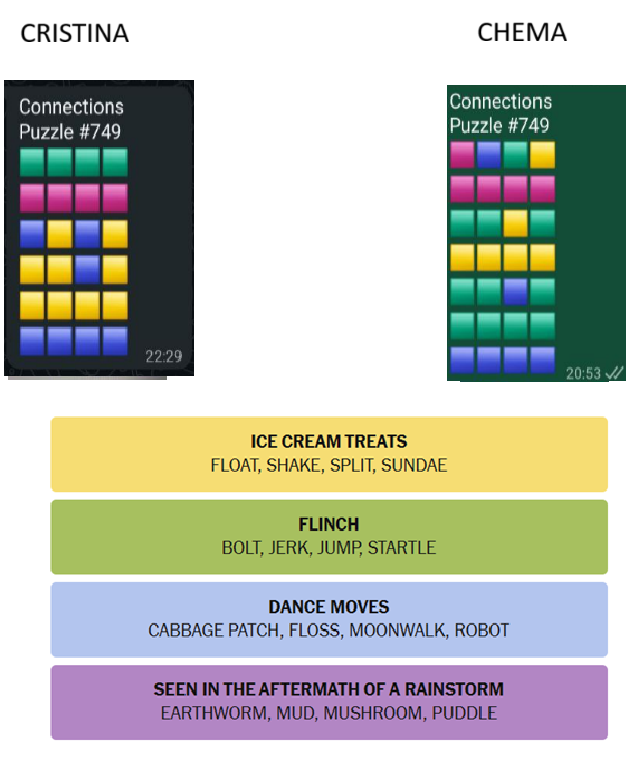 CRISTINA
CHEMA
Connections
Puzzle #749
22:29
Connections
Puzzle #749
20:53
ICE CREAM TREATS
FLOAT, SHAKE, SPLIT, SUNDAE
FLINCH
BOLT, JERK, JUMP, STARTLE
DANCE MOVES
CABBAGE PATCH, FLOSS, MOONWALK, ROBOT
SEEN IN THE AFTERMATH OF A RAINSTORM
EARTHWORM, MUD, MUSHROOM, PUDDLE